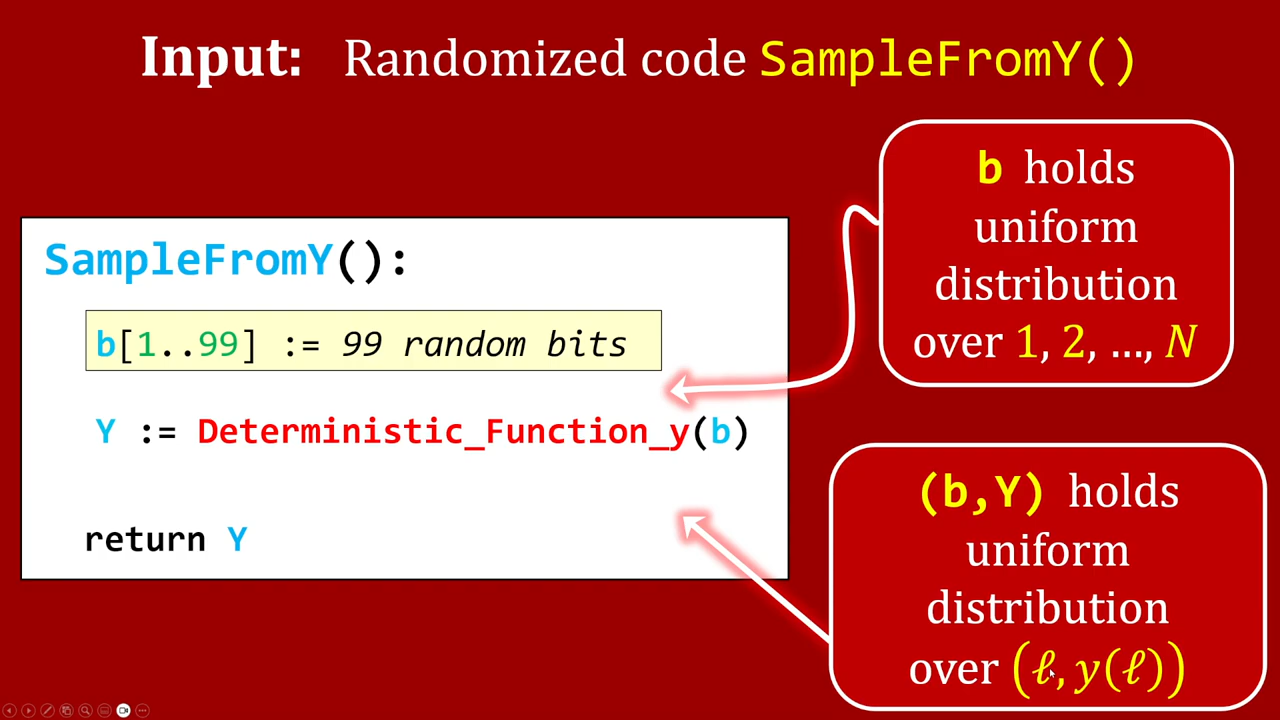 Input: Randomized code SampleFromY()
SampleFromY():
b[1..99] := 99 random bits
Y := Deterministic_Function_y(b)
return Y
b holds
uniform
distribution
over 1, 2, ..., N
(b,Y) holds
uniform
distribution
over (ℓ, y(ℓ))